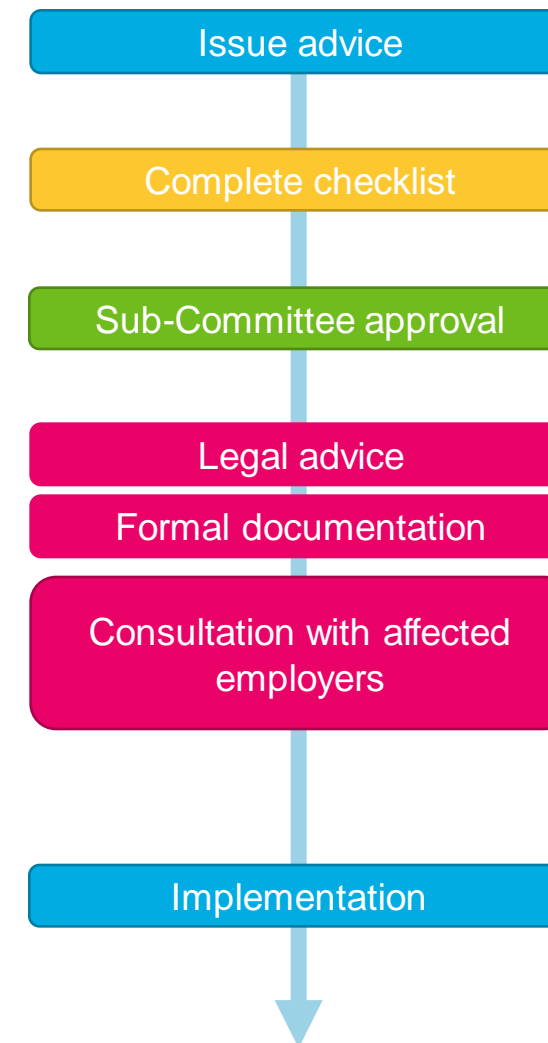 Issue advice
Complete checklist
Sub-Committee approval
Legal advice
Formal documentation
Consultation with affected
employers
Implementation